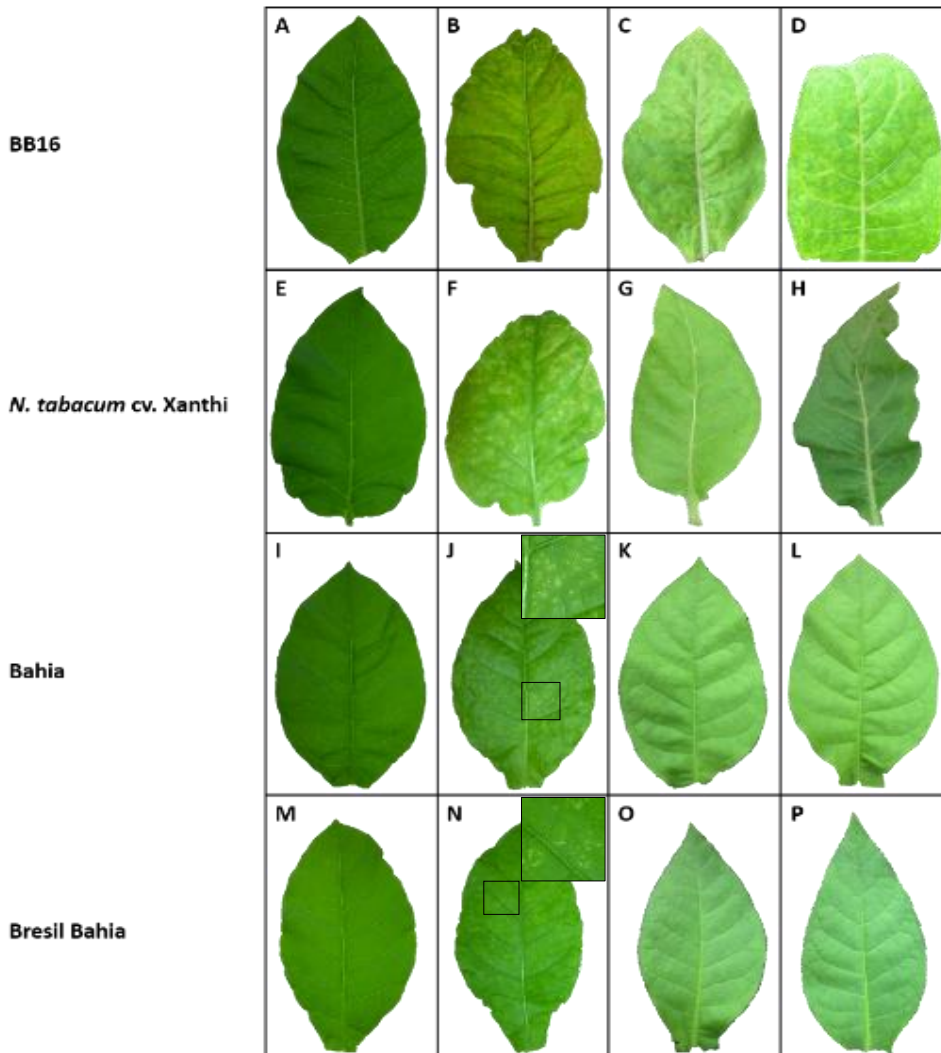 A B C D
BB16
E F G H
N. tabacum cv. Xanthi
I J K L
Bahia
M N O P
Bresil Bahia